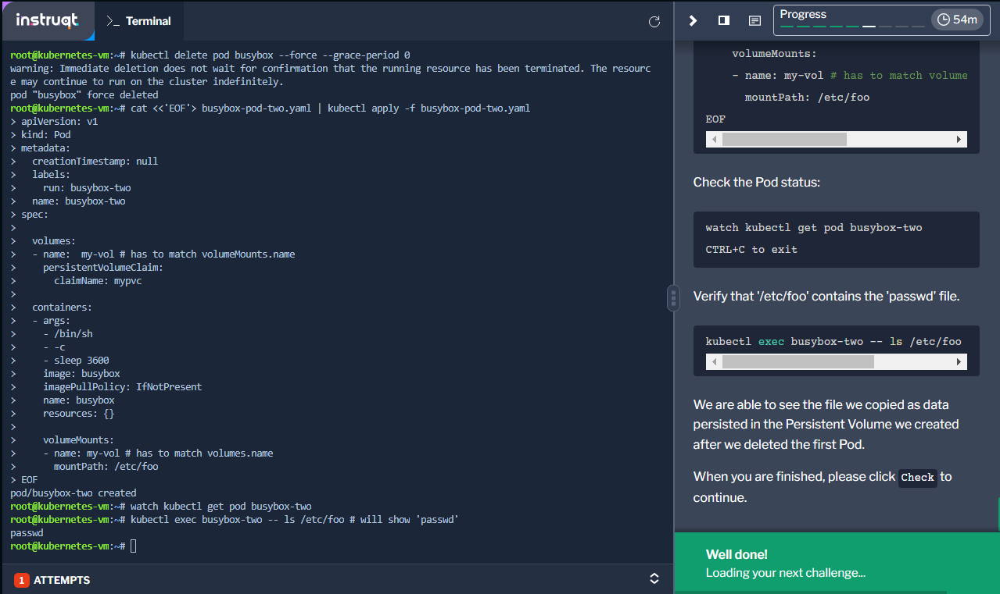 instruqt
>_ Terminal
Progress
54m
root@kubernetes-vm:~# kubectl delete pod busybox --force --grace-period 0
warning: Immediate deletion does not wait for confirmation that the running resource has been terminated. The resourc
e may continue to run on the cluster indefinitely.
pod "busybox" force deleted
root@kubernetes-vm:~# cat <<'EOF'> busybox-pod-two.yaml | kubectl apply -f busybox-pod-two.yaml
> apiVersion: v1
> kind: Pod
> metadata:
>   creationTimestamp: null
>   labels:
>     run: busybox-two
>   name: busybox-two
> spec:
>
>   volumes:
>   - name:  my-vol # has to match volumeMounts.name
>     persistentVolumeClaim:
>       claimName: mypvc
>
>   containers:
>   - args:
>     - /bin/sh
>     - -c
>     - sleep 3600
>     image: busybox
>     imagePullPolicy: IfNotPresent
>     name: busybox
>     resources: {}
>
>     volumeMounts:
>     - name: my-vol # has to match volumes.name
>       mountPath: /etc/foo
> EOF
pod/busybox-two created
root@kubernetes-vm:~# watch kubectl get pod busybox-two
root@kubernetes-vm:~# kubectl exec busybox-two -- ls /etc/foo # will show 'passwd'
passwd
root@kubernetes-vm:~#
1 ATTEMPTS
volumeMounts:
- name: my-vol # has to match volume
mountPath: /etc/foo
EOF
Check the Pod status:
watch kubectl get pod busybox-two
CTRL+C to exit
Verify that '/etc/foo' contains the 'passwd' file.
kubectl exec busybox-two -- ls /etc/foo
We are able to see the file we copied as data
persisted in the Persistent Volume we created
after we deleted the first Pod.
When you are finished, please click Check to
continue.
Well done!
Loading your next challenge...